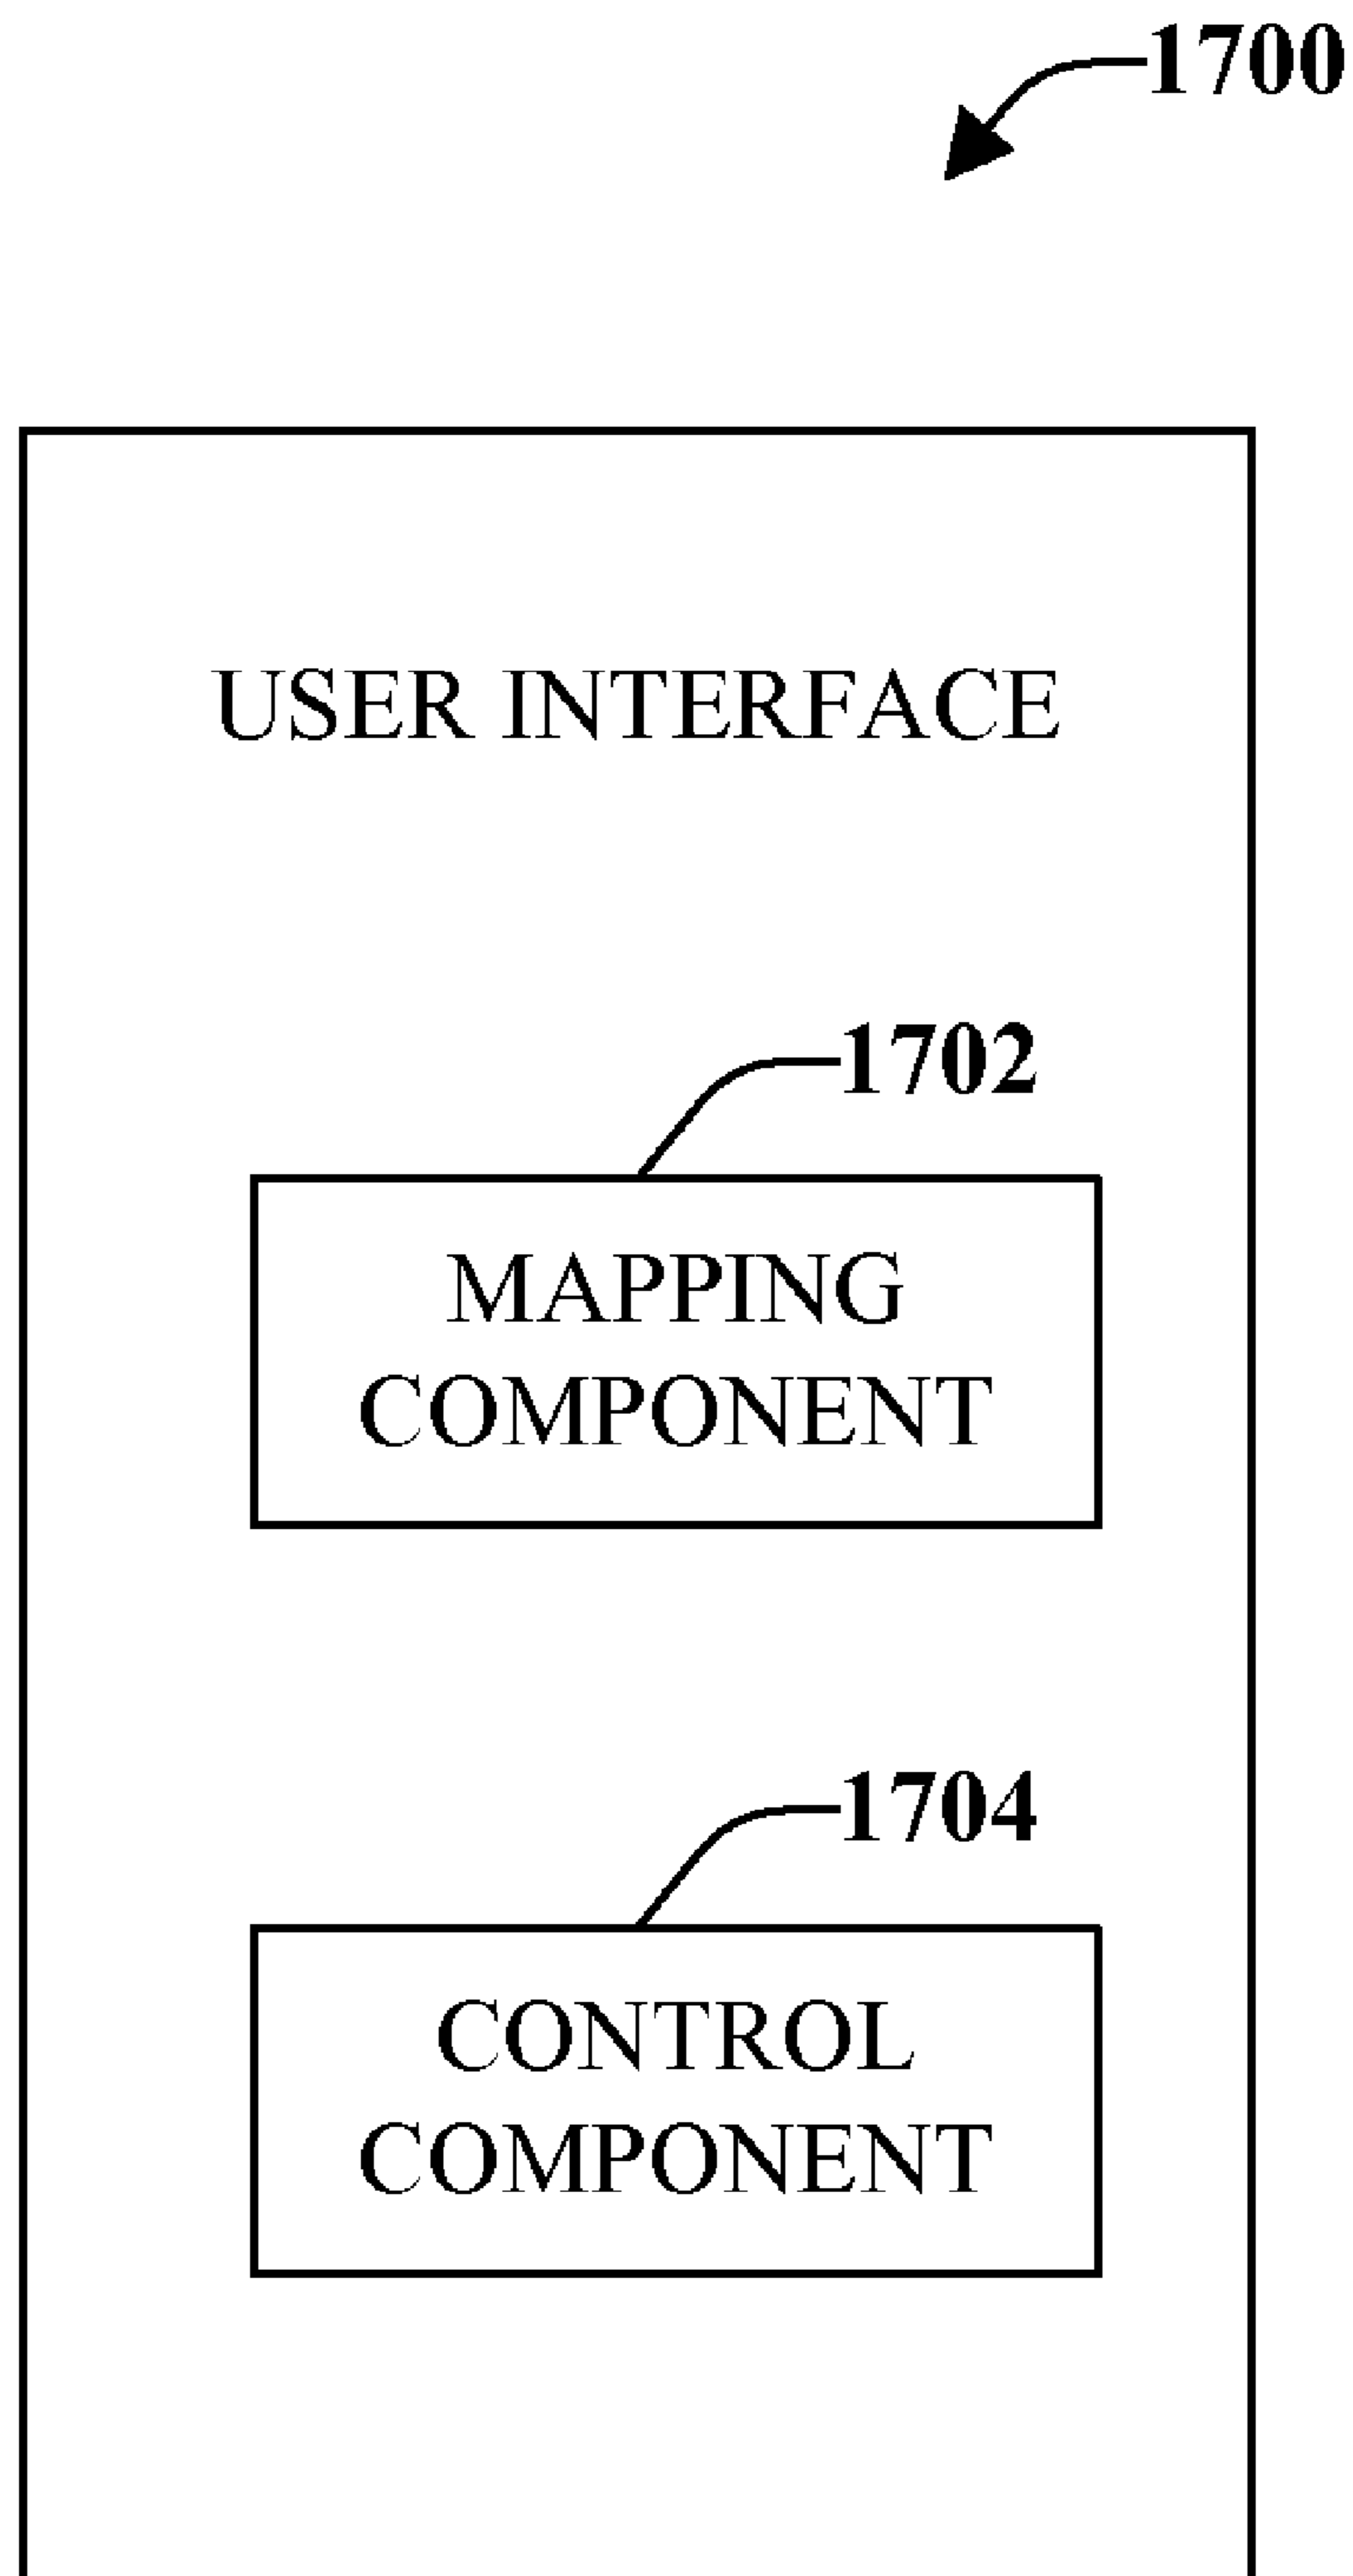 1700
USER INTERFACE
1702
MAPPING
COMPONENT
1704
CONTROL
COMPONENT